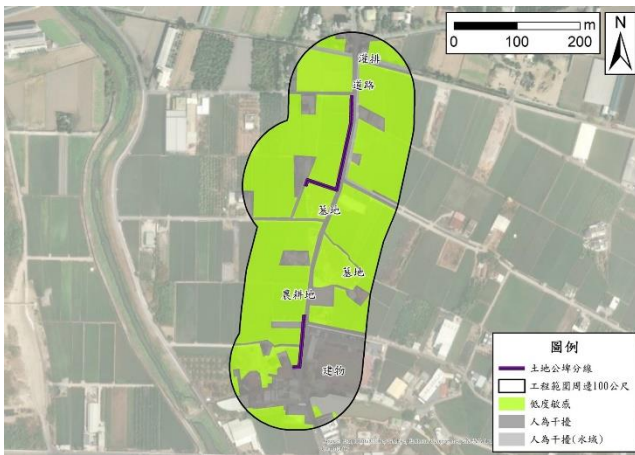 m
N
0
100
200
灌排
道路
墓地
墓地
農耕地
建物
圖例
土地公埤分線
工程範圍周邊100公尺
低度敏感
人為干擾
人為干擾(水域)